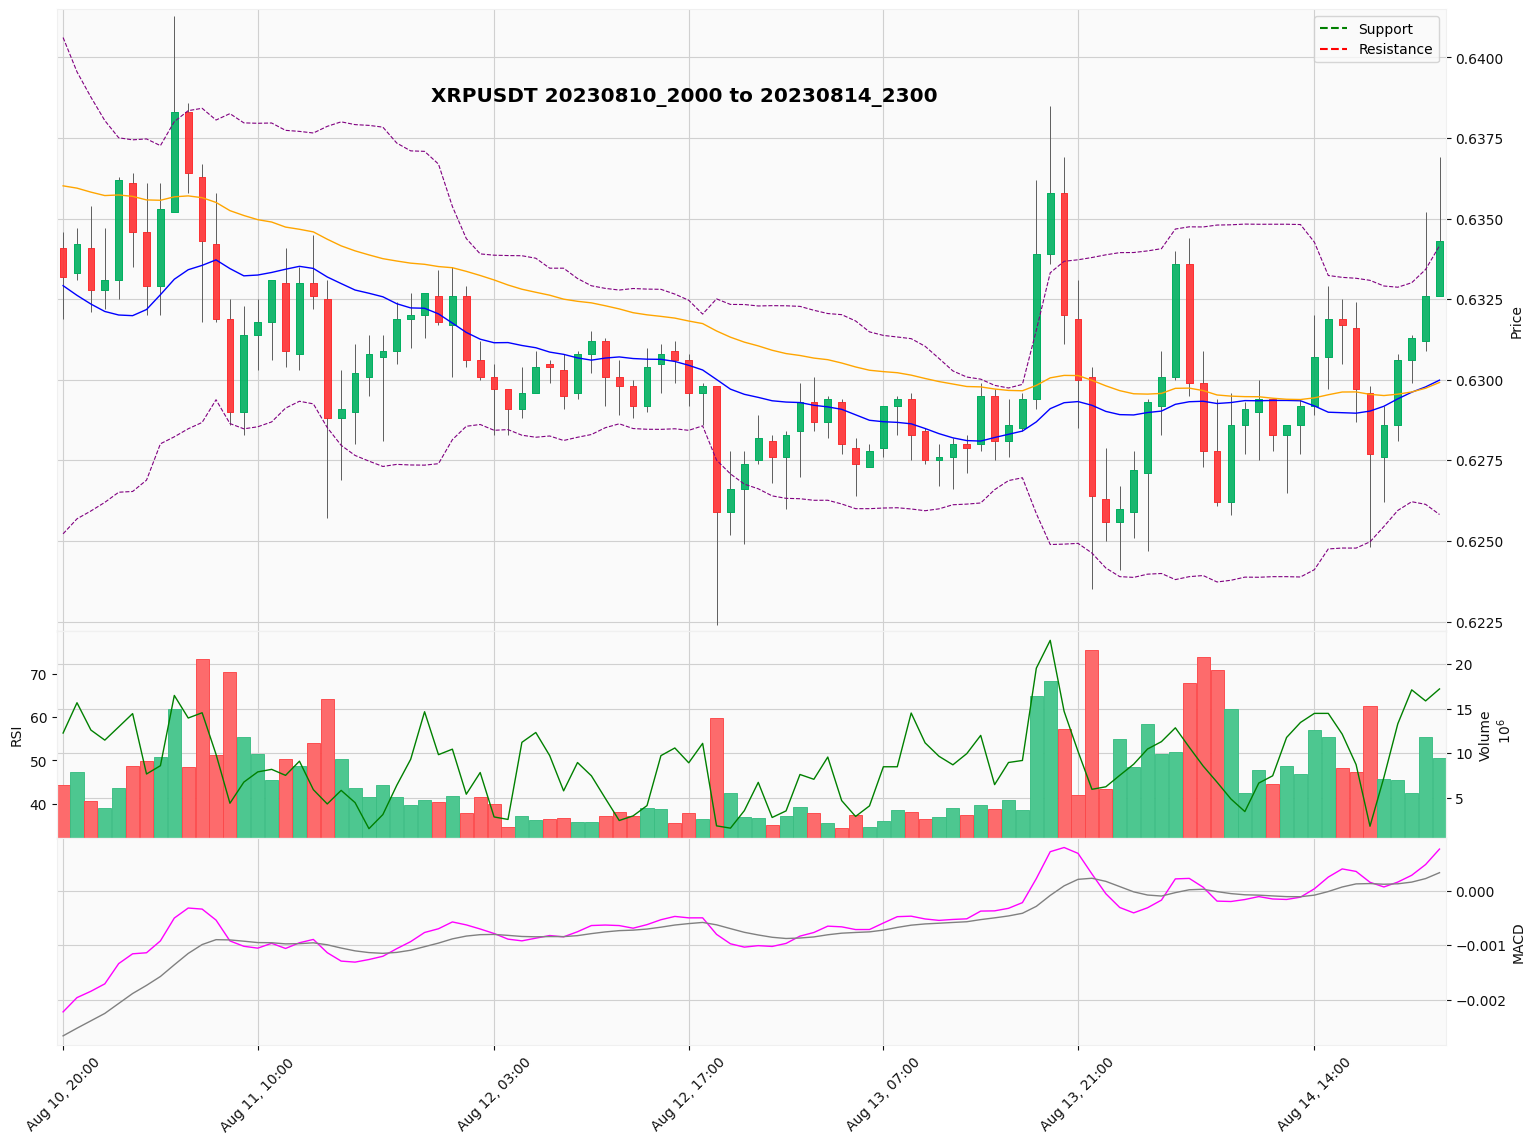 Support
Resistance
XRPUSDT 20230810_2000 to 20230814_2300
0.6400
0.6375
0.6350
0.6325
0.6300
0.6275
0.6250
0.6225
Price
70
60
50
40
RSI
20
15
10
5
Volume
10^6
0.000
−0.001
−0.002
MACD
Aug 10, 20:00
Aug 11, 10:00
Aug 12, 03:00
Aug 12, 17:00
Aug 13, 07:00
Aug 13, 21:00
Aug 14, 14:00